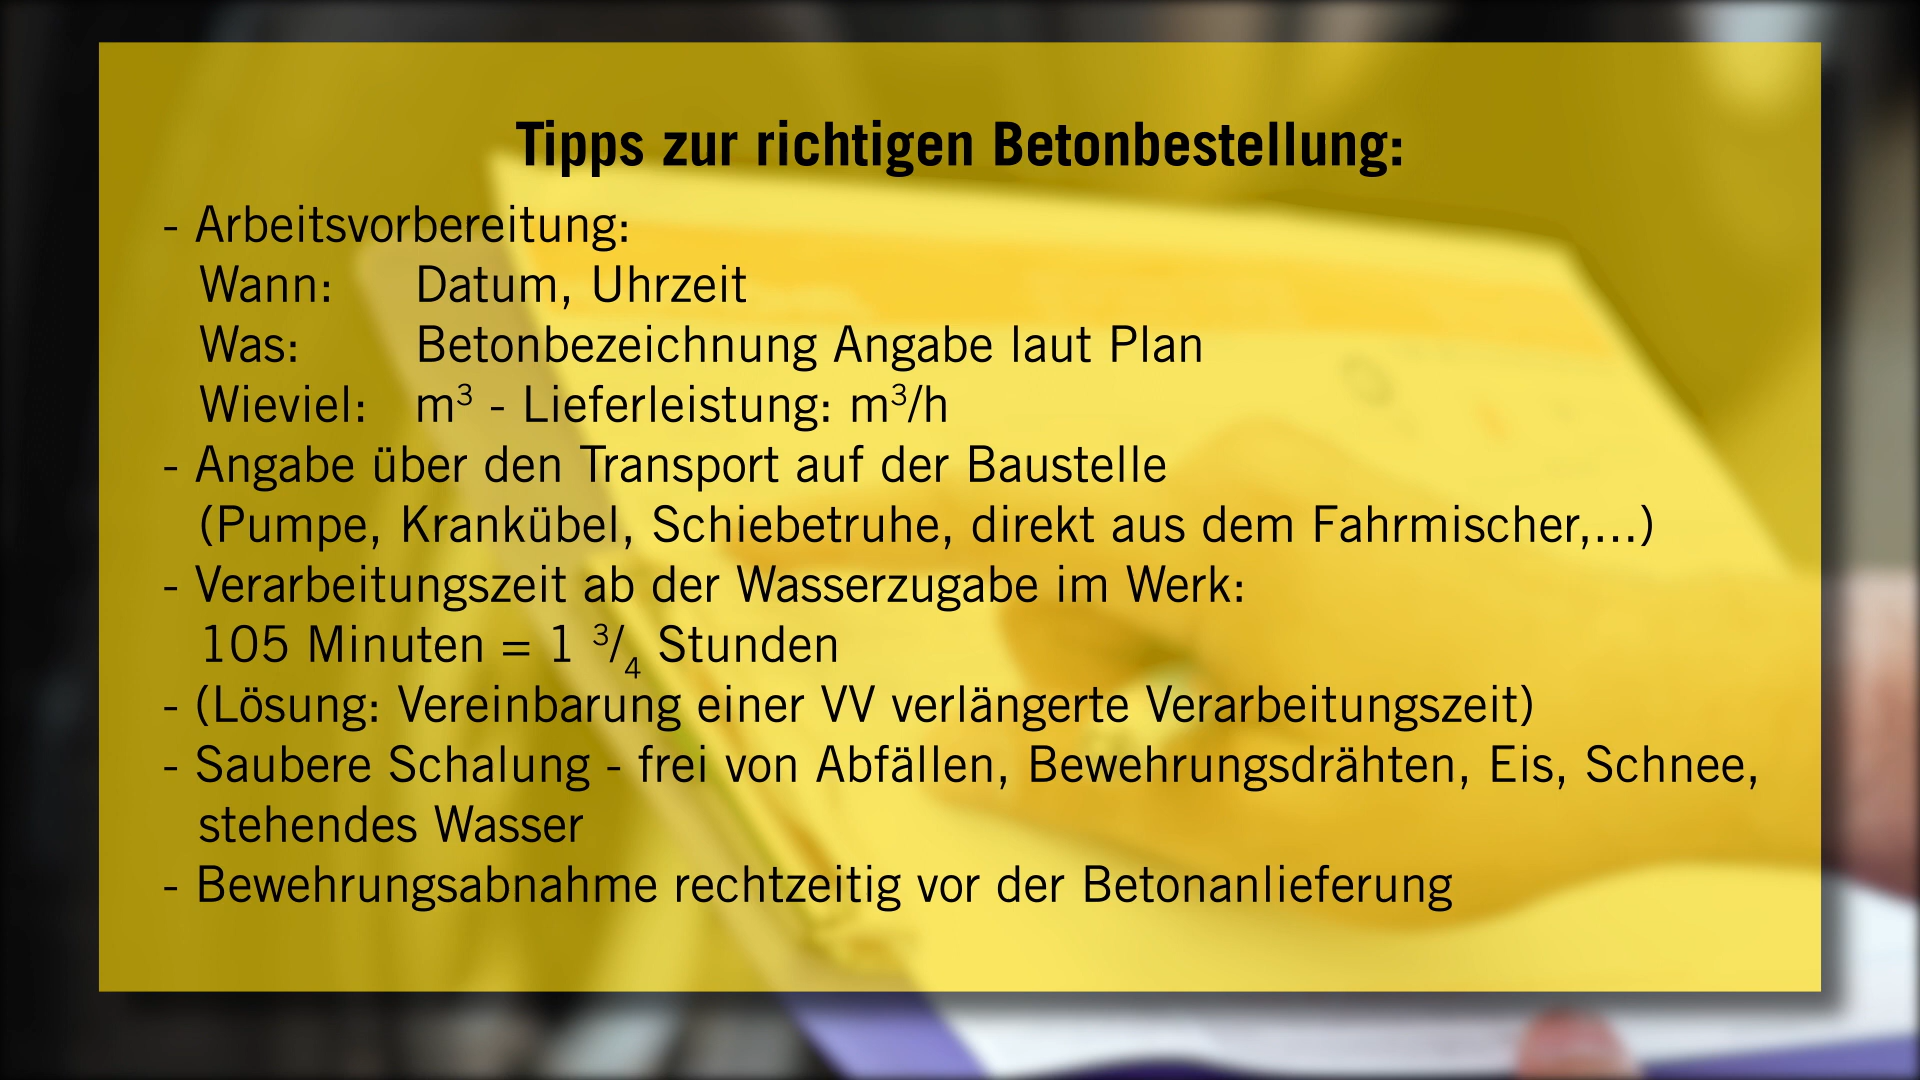 Tipps zur richtigen Betonbestellung:
- Arbeitsvorbereitung:
Wann: Datum, Uhrzeit
Was: Betonbezeichnung Angabe laut Plan
Wieviel: m³ - Lieferleistung: m³/h
- Angabe über den Transport auf der Baustelle
(Pumpe, Krankübel, Schiebetruhe, direkt aus dem Fahrmischer,...)
- Verarbeitungszeit ab der Wasserzugabe im Werk:
105 Minuten = 1 ³/₄ Stunden
- (Lösung: Vereinbarung einer VV verlängerte Verarbeitungszeit)
- Saubere Schalung - frei von Abfällen, Bewehrungsdrähten, Eis, Schnee,
stehendes Wasser
- Bewehrungsabnahme rechtzeitig vor der Betonanlieferung